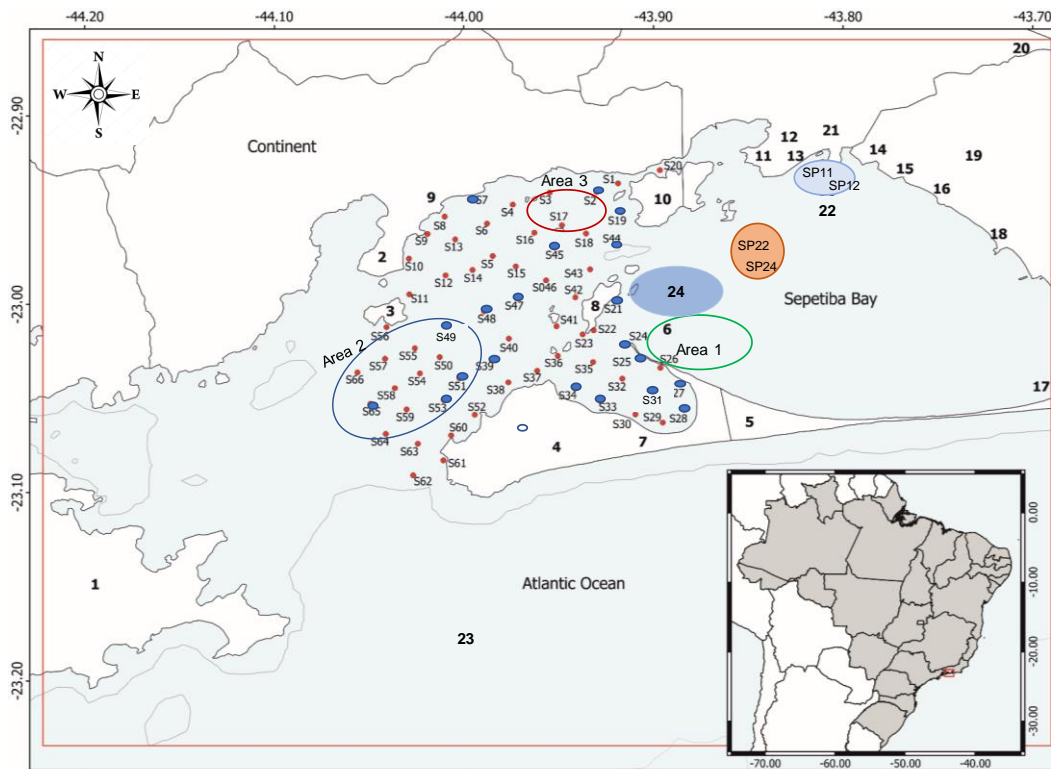 -44.20 -44.10 -44.00 -43.90 -43.80 -43.70
20
N
-22.90
W E
S
12 21
Continent
11 13 14 19
15
S20
SP11
SP12
S1
Area 3
16
9 S7 S3 S2 10
S4 S19 22
S8 S6 S17
S9 S13 S16 S18 S44 SP22 18
2 S45
S10 S5 SP24
S12 S14 S15 S43
S046
24
-23.00
S11 S42 Sepetiba Bay
3 S47 8 S21
S48
S56 S49 S41 S22 6
S23 S24
Area 2 S55 S40 Area 1
S57 S50 S39 S36 S25 S26
S66 S54 S51 S37 S35
S58 S38 S34 S32 S31 27 17
S65 S59 S53 S52 S33 S30 S29 S28
5
S64 S63 S60 4 7
-23.10
S61
S62
1
Atlantic Ocean
23
-23.20
0.00
-10.00
-20.00
-30.00
-70.00 -60.00 -50.00 -40.00